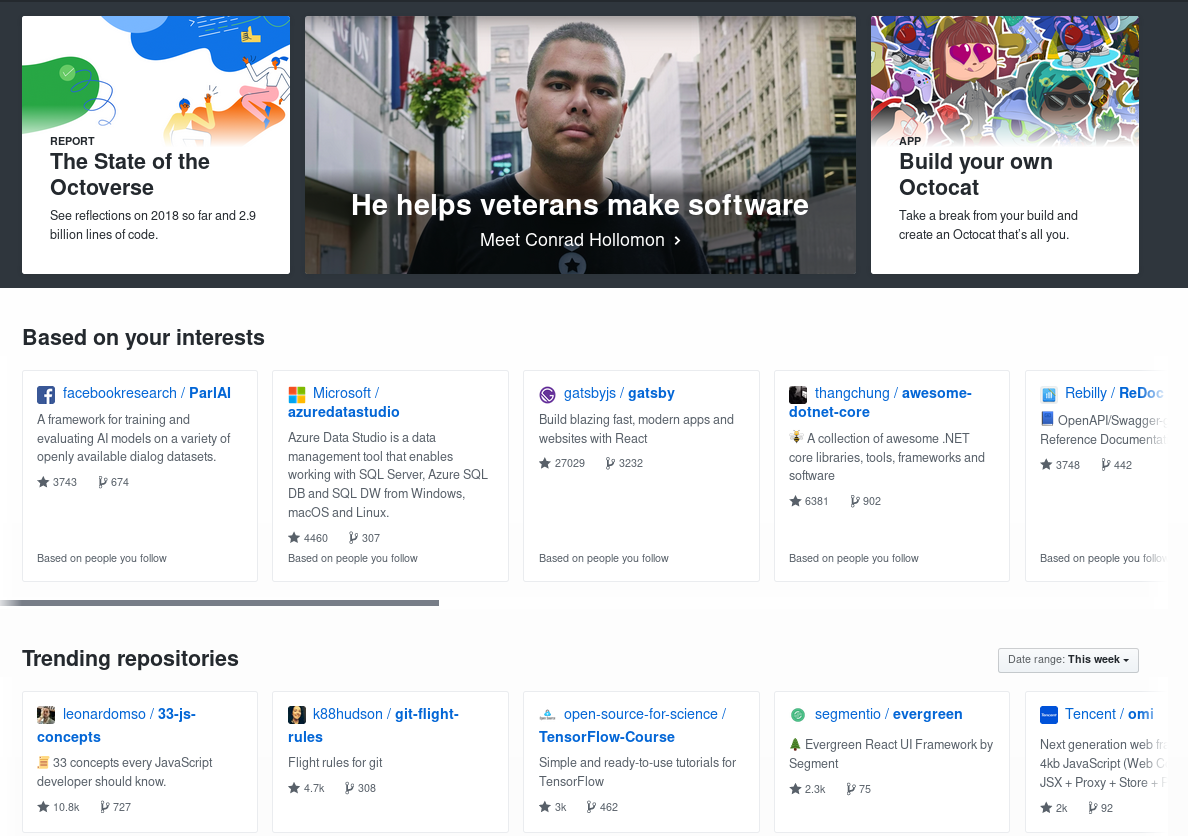 REPORT
The State of the
Octoverse
See reflections on 2018 so far and 2.9
billion lines of code.
He helps veterans make software
Meet Conrad Hollomon
APP
Build your own
Octocat
Take a break from your build and
create an Octocat that's all you.
Based on your interests
facebookresearch / ParlAI
A framework for training and
evaluating AI models on a variety of
openly available dialog datasets.
3743 674
Based on people you follow
Microsoft /
azuredatastudio
Azure Data Studio is a data
management tool that enables
working with SQL Server, Azure SQL
DB and SQL DW from Windows,
macOS and Linux.
4460 307
Based on people you follow
gatsbyjs / gatsby
Build blazing fast, modern apps and
websites with React
27029 3232
Based on people you follow
thangchung / awesome-
dotnet-core
A collection of awesome .NET
core libraries, tools, frameworks and
software
6381 902
Based on people you follow
Rebilly / ReDoc
OpenAPI/Swagger-
Reference
3748 442
Based on people you follow
Trending repositories
Date range: This week
leonardomso / 33-js-
concepts
33 concepts every JavaScript
developer should know.
10.8k 727
k88hudson / git-flight-
rules
Flight rules for git
4.7k 308
open-source-for-science /
TensorFlow-Course
Simple and ready-to-use tutorials for
TensorFlow
3k 462
segmentio / evergreen
Evergreen React UI Framework by
Segment
2.3k 75
Tencent / omi
Next generation web
4kb JavaScript (Web
JSX + Proxy + Store +
2k 92